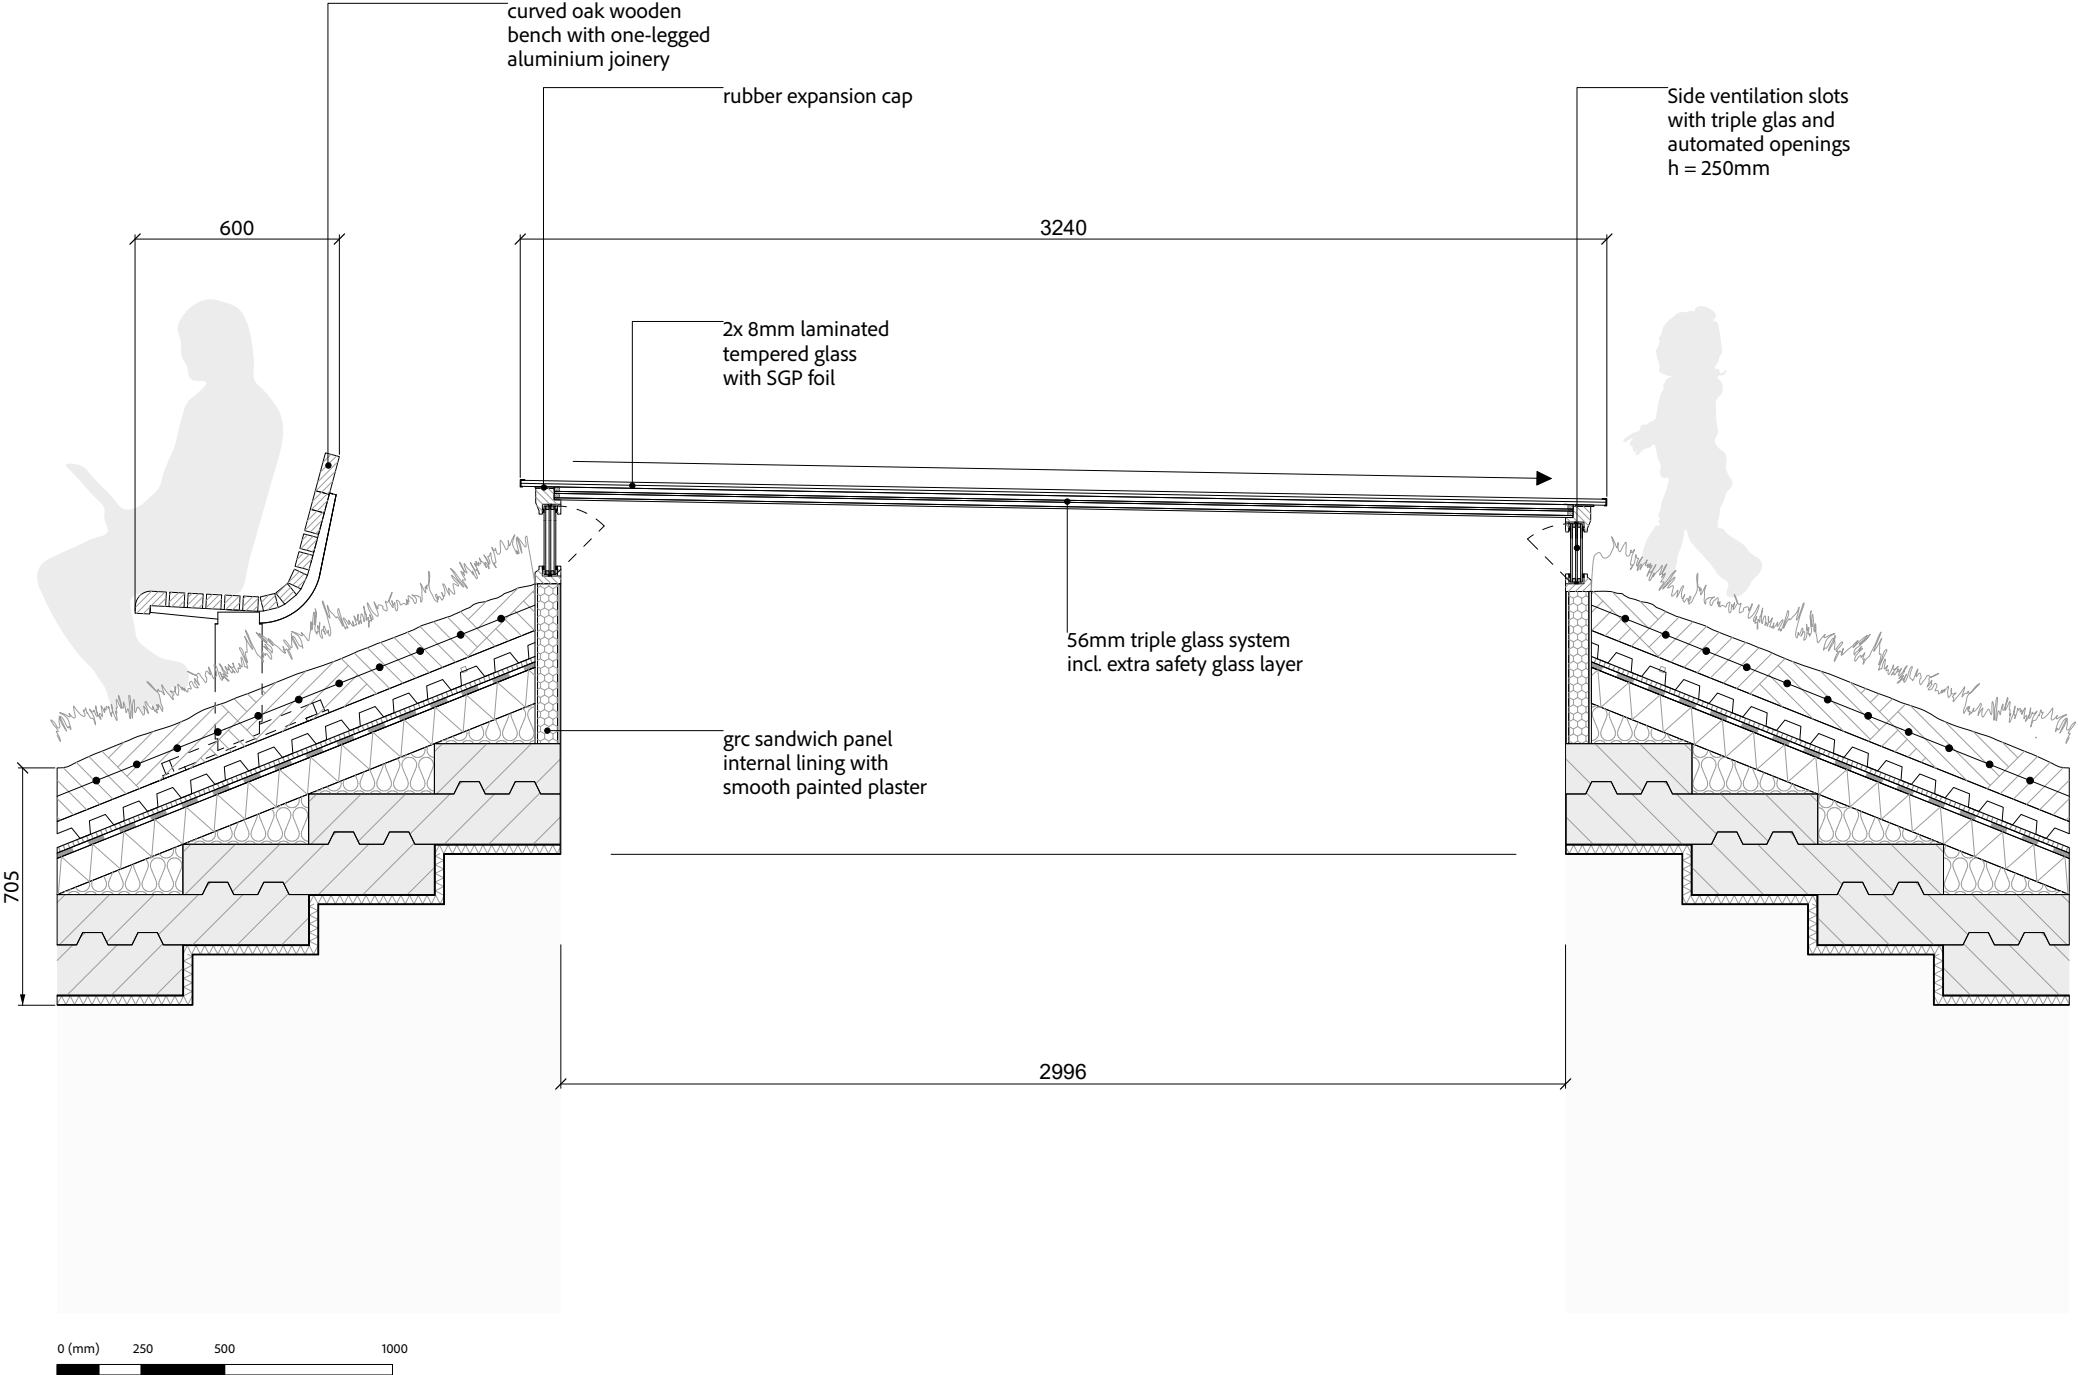 curved oak wooden
bench with one-legged
aluminium joinery
rubber expansion cap
Side ventilation slots
with triple glas and
automated openings
h = 250mm
600
3240
2x 8mm laminated
tempered glass
with SGP foil
56mm triple glass system
incl. extra safety glass layer
grc sandwich panel
internal lining with
smooth painted plaster
705
2996
0 (mm) 250 500 1000